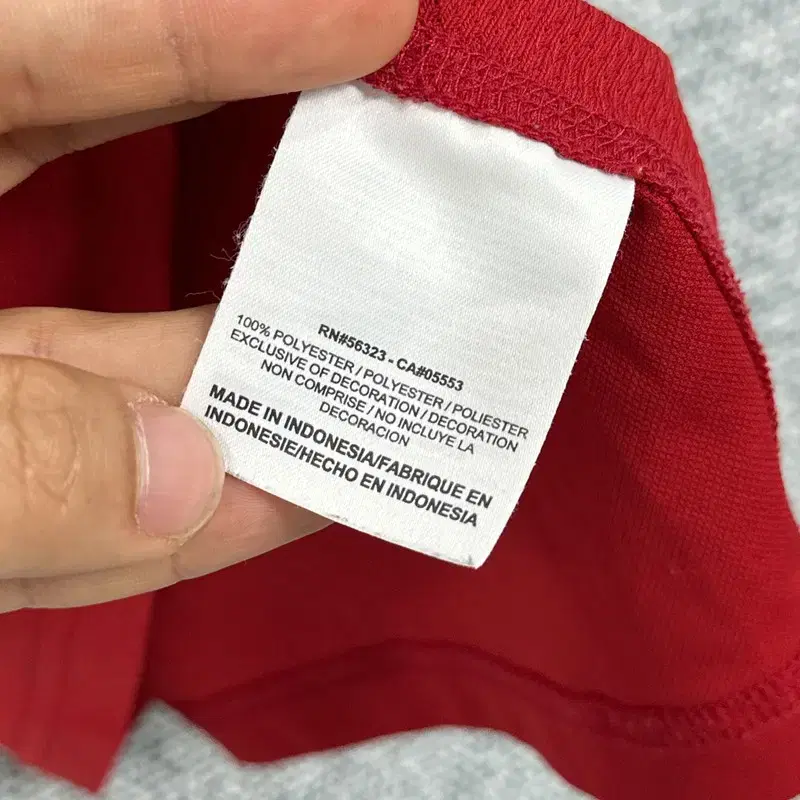 RN#56323 - CA#05553
100% POLYESTER / POLYESTER / POLIESTER
EXCLUSIVE OF DECORATION / DECORATION
NON COMPRISE / NO INCLUYE LA
DECORACION
MADE IN INDONESIA/FABRIQUE EN
INDONESIE/HECHO EN INDONESIA